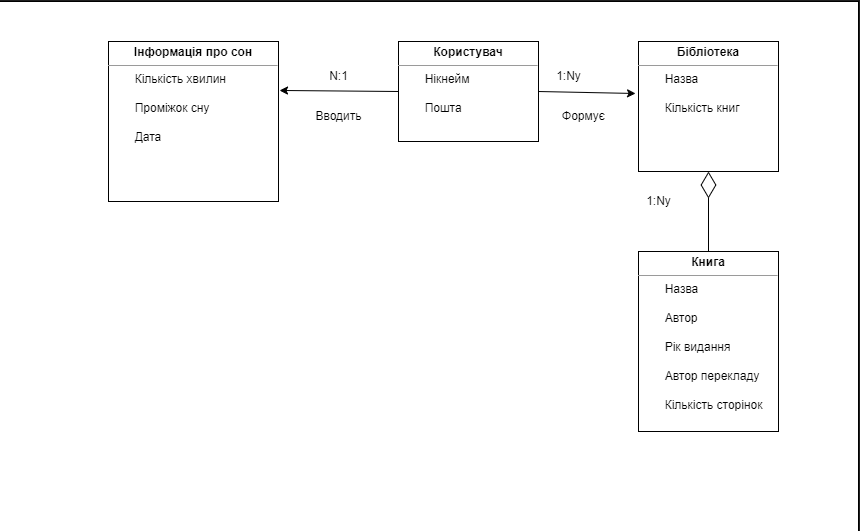 Інформація про сон
Кількість хвилин
Проміжок сну
Дата
N:1
Вводить
Користувач
Нікнейм
Пошта
1:Ny
Формує
Бібліотека
Назва
Кількість книг
1:Ny
Книга
Назва
Автор
Рік видання
Автор перекладу
Кількість сторінок